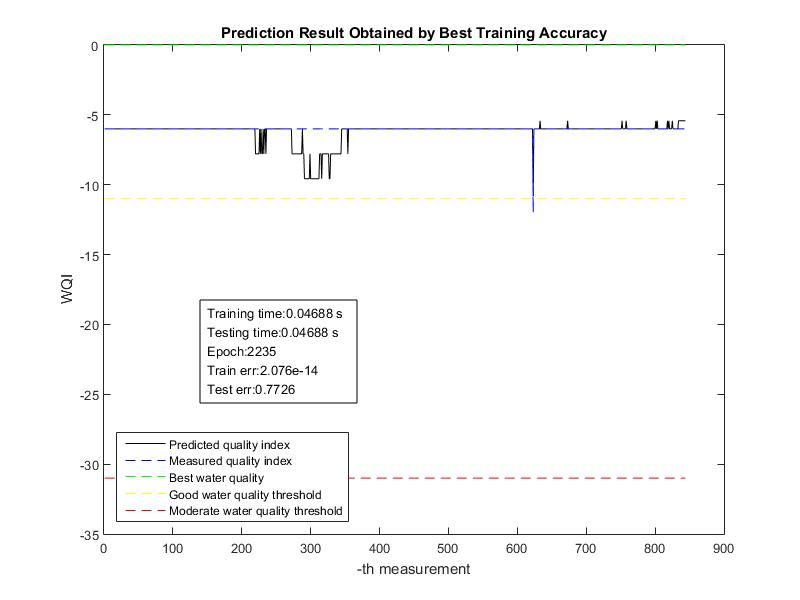 Prediction Result Obtained by Best Training Accuracy
0
-5
-10
-15
-20
-25
-30
-35
WQI
Training time:0.04688 s
Testing time:0.04688 s
Epoch:2235
Train err:2.076e-14
Test err:0.7726
Predicted quality index
Measured quality index
Best water quality
Good water quality threshold
Moderate water quality threshold
0 100 200 300 400 500 600 700 800 900
-th measurement